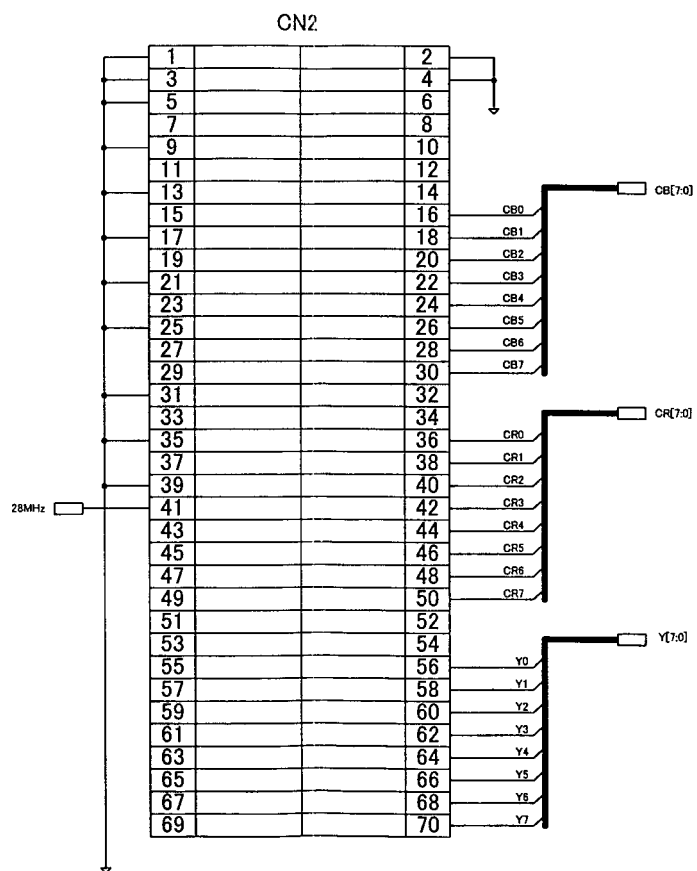 CN2
1 2
3 4
5 6
7 8
9 10
11 12
13 14
15 16 CB0
17 18 CB1
19 20 CB2
21 22 CB3
23 24 CB4
25 26 CB5
27 28 CB6
29 30 CB7
31 32
33 34
35 36 CR0
37 38 CR1
39 40 CR2
41 42 CR3
43 44 CR4
45 46 CR5
47 48 CR6
49 50 CR7
51 52
53 54
55 56 Y0
57 58 Y1
59 60 Y2
61 62 Y3
63 64 Y4
65 66 Y5
67 68 Y6
69 70 Y7
28MHz
CB[7:0]
CR[7:0]
Y[7:0]